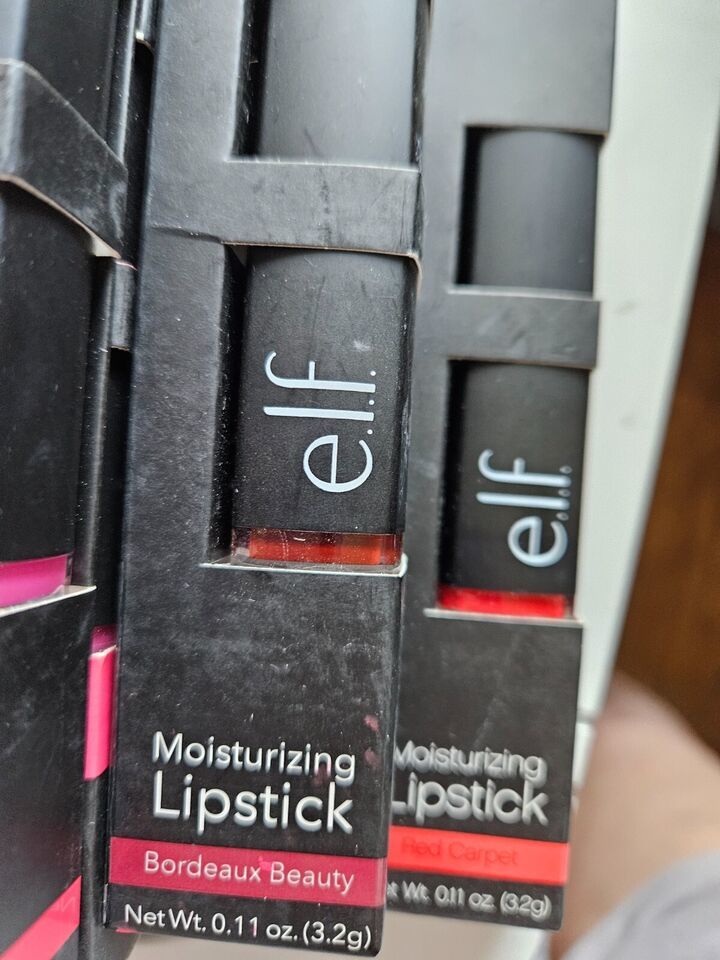 e.l.f.
Moisturizing
Lipstick
Bordeaux Beauty
Net Wt. 0.11 oz. (3.2g)
e.l.f.
Moisturizing
Lipstick
Red Carpet
Wt. 0.11 oz. (3.2g)